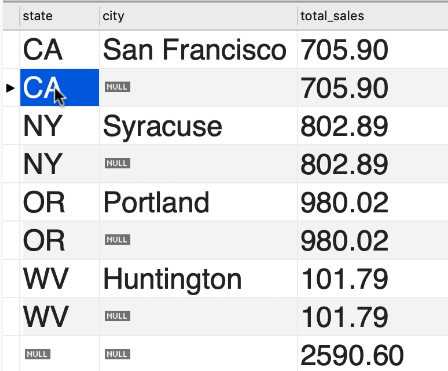 state city total_sales
CA San Francisco 705.90
CA NULL 705.90
NY Syracuse 802.89
NY NULL 802.89
OR Portland 980.02
OR NULL 980.02
WV Huntington 101.79
WV NULL 101.79
NULL NULL 2590.60